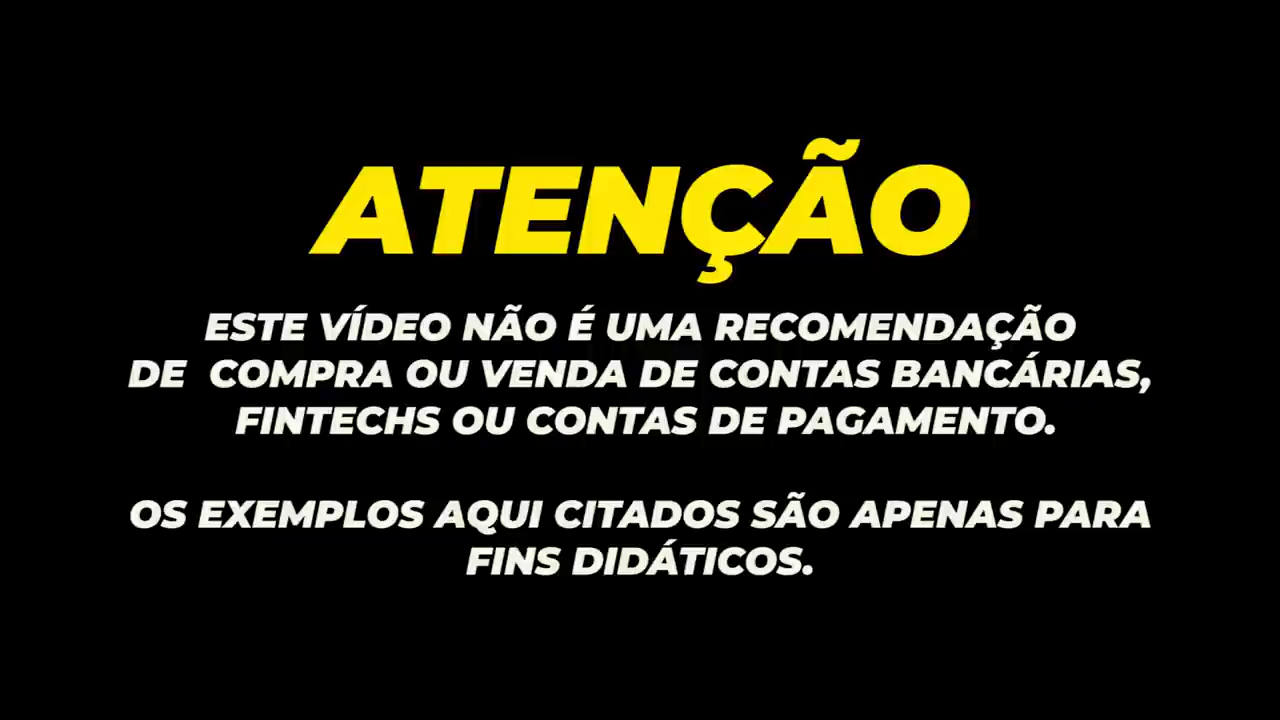 ATENÇÃO
ESTE VÍDEO NÃO É UMA RECOMENDAÇÃO
DE COMPRA OU VENDA DE CONTAS BANCÁRIAS,
FINTECHS OU CONTAS DE PAGAMENTO.
OS EXEMPLOS AQUI CITADOS SÃO APENAS PARA
FINS DIDÁTICOS.